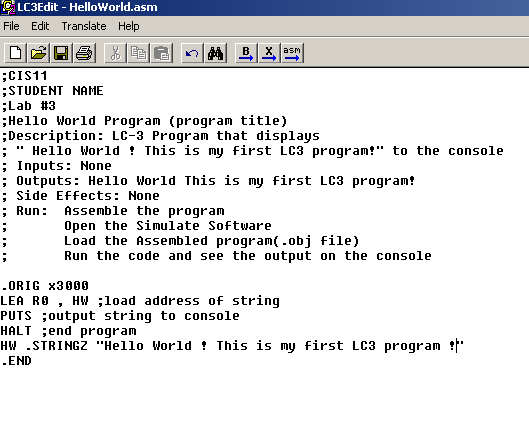 LC3Edit - HelloWorld.asm
File Edit Translate Help
B X asm
;CIS11
;STUDENT NAME
;Lab #3
;Hello World Program (program title)
;Description: LC-3 Program that displays
; " Hello World ! This is my first LC3 program!" to the console
; Inputs: None
; Outputs: Hello World This is my first LC3 program!
; Side Effects: None
; Run:  Assemble the program
;       Open the Simulate Software
;       Load the Assembled program(.obj file)
;       Run the code and see the output on the console
.ORIG x3000
LEA R0 , HW ;load address of string
PUTS ;output string to console
HALT ;end program
HW .STRINGZ "Hello World ! This is my first LC3 program !"
.END